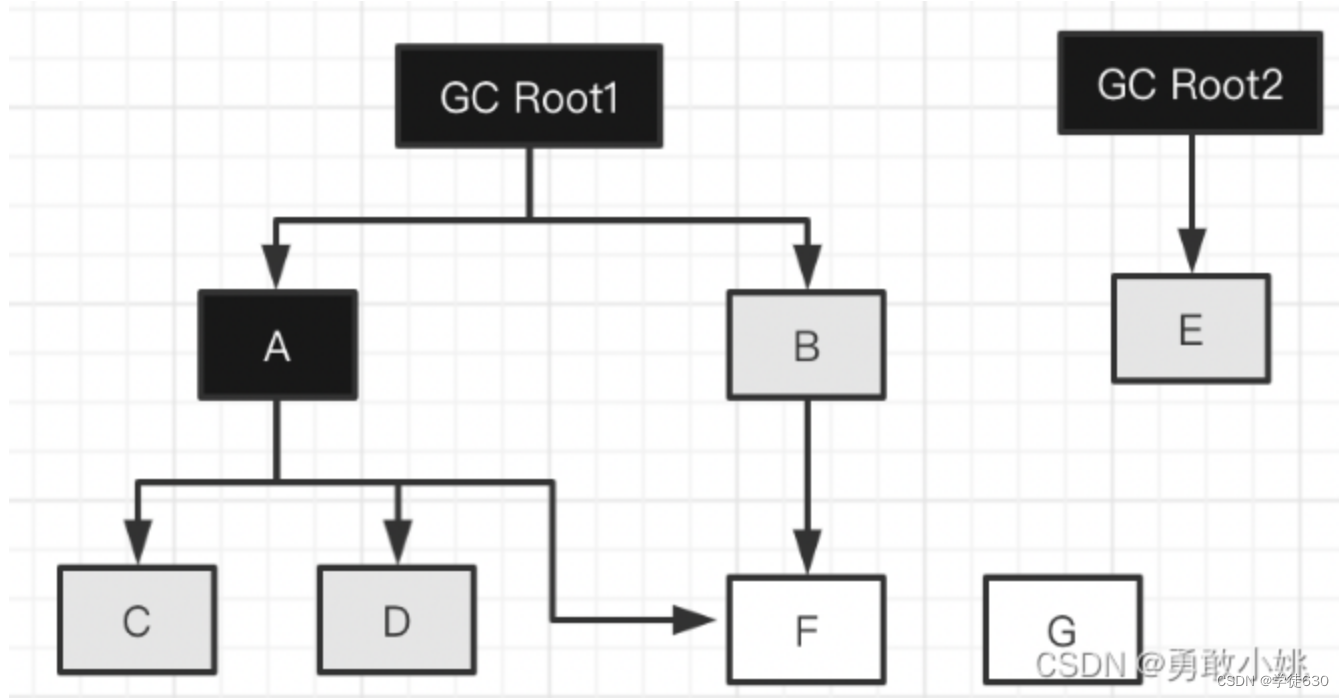 GC Root1
GC Root2
A
B
E
C
D
F
G
CSDN @勇敢小姚
CSDN @学徒630